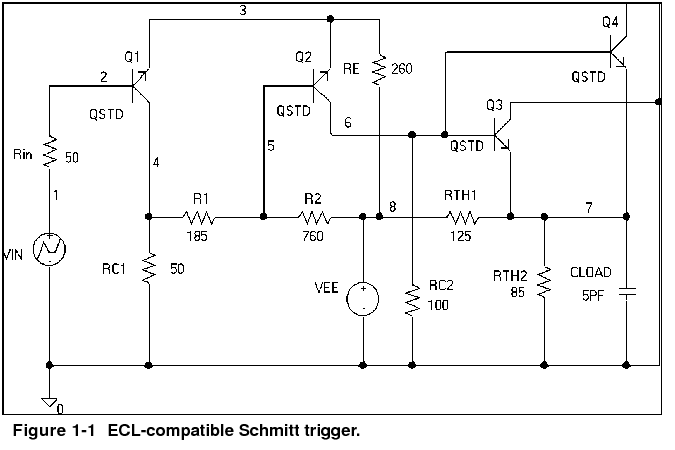 3
Q4
Q1
Q2
RE
260
2
QSTD
QSTD
QSTD
Q3
6
QSTD
Rin
50
5
4
1
R1
R2
RTH1
8
7
185
760
125
VIN
RC1
50
VEE
RC2
100
RTH2
85
CLOAD
5PF
0
Figure 1-1 ECL-compatible Schmitt trigger.